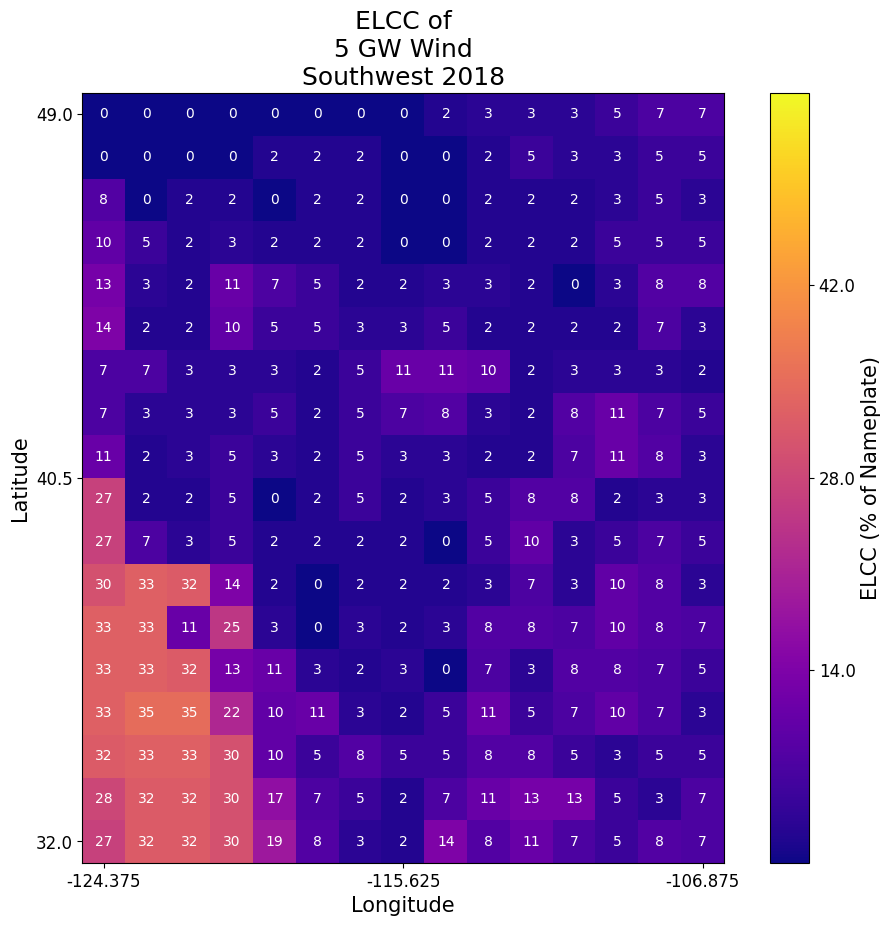 ELCC of
5 GW Wind
Southwest 2018
49.0
0 0 0 0 0 0 0 0 2 3 3 3 5 7 7
0 0 0 0 2 2 2 0 0 2 5 3 3 5 5
8 0 2 2 0 2 2 0 0 2 2 2 3 5 3
10 5 2 3 2 2 2 0 0 2 2 2 5 5 5
13 3 2 11 7 5 2 2 3 3 2 0 3 8 8
42.0
14 2 2 10 5 5 3 3 5 2 2 2 2 7 3
7 7 3 3 3 2 5 11 11 10 2 3 3 3 2
7 3 3 3 5 2 5 7 8 3 2 8 11 7 5
11 2 3 5 3 2 5 3 3 2 2 7 11 8 3
40.5
28.0
27 2 2 5 0 2 5 2 3 5 8 8 2 3 3
27 7 3 5 2 2 2 2 0 5 10 3 5 7 5
30 33 32 14 2 0 2 2 2 3 7 3 10 8 3
33 33 11 25 3 0 3 2 3 8 8 7 10 8 7
33 33 32 13 11 3 2 3 0 7 3 8 8 7 5
14.0
33 35 35 22 10 11 3 2 5 11 5 7 10 7 3
32 33 33 30 10 5 8 5 5 8 8 5 3 5 5
28 32 32 30 17 7 5 2 7 11 13 13 5 3 7
32.0
27 32 32 30 19 8 3 2 14 8 11 7 5 8 7
-124.375 -115.625 -106.875
Longitude
Latitude
ELCC (% of Nameplate)